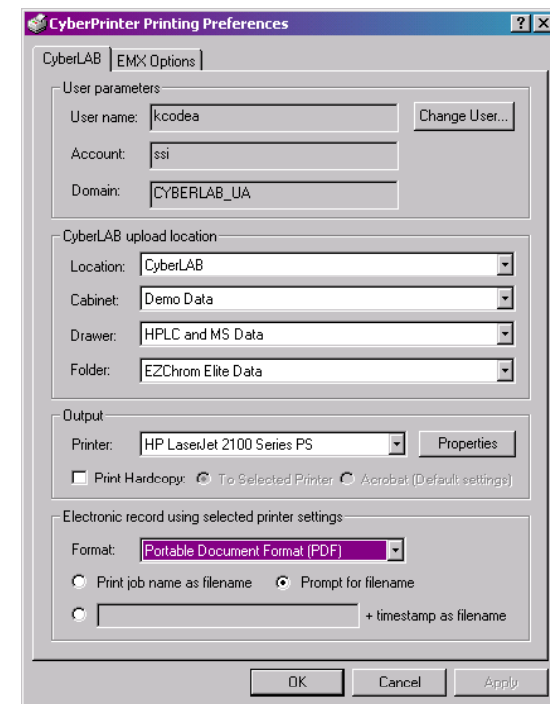 CyberPrinter Printing Preferences
CyberLAB EMX Options
User parameters
User name: kcodea Change User...
Account: ssi
Domain: CYBERLAB_UA
CyberLAB upload location
Location: CyberLAB
Cabinet: Demo Data
Drawer: HPLC and MS Data
Folder: EZChrom Elite Data
Output
Printer: HP LaserJet 2100 Series PS Properties
Print Hardcopy: To Selected Printer Acrobat (Default settings)
Electronic record using selected printer settings
Format: Portable Document Format (PDF)
Print job name as filename Prompt for filename
+ timestamp as filename
OK Cancel Apply